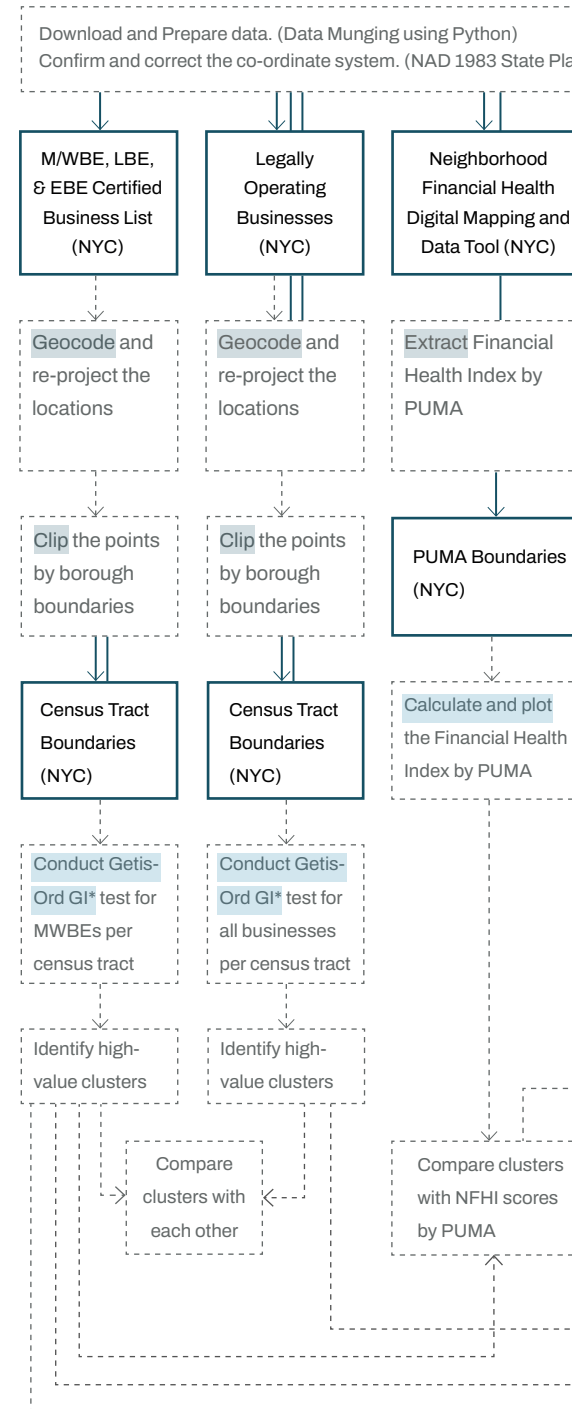 Download and Prepare data. (Data Munging using Python)
Confirm and correct the co-ordinate system. (NAD 1983 State Pla
M/WBE, LBE,
& EBE Certified
Business List
(NYC)
Legally
Operating
Businesses
(NYC)
Neighborhood
Financial Health
Digital Mapping and
Data Tool (NYC)
Geocode and
re-project the
locations
Geocode and
re-project the
locations
Extract Financial
Health Index by
PUMA
Clip the points
by borough
boundaries
Clip the points
by borough
boundaries
PUMA Boundaries
(NYC)
Census Tract
Boundaries
(NYC)
Census Tract
Boundaries
(NYC)
Calculate and plot
the Financial Health
Index by PUMA
Conduct Getis-
Ord GI* test for
MWBEs per
census tract
Conduct Getis-
Ord GI* test for
all businesses
per census tract
Identify high-
value clusters
Identify high-
value clusters
Compare
clusters with
each other
Compare clusters
with NFHI scores
by PUMA